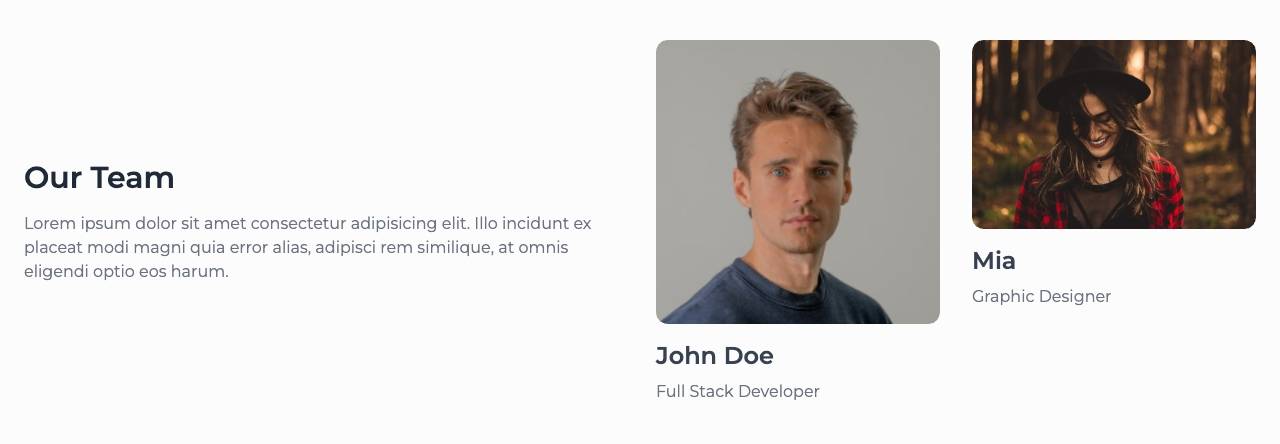 Our Team
Lorem ipsum dolor sit amet consectetur adipisicing elit. Illo incidunt ex
placeat modi magni quia error alias, adipisci rem similique, at omnis
eligendi optio eos harum.
John Doe
Full Stack Developer
Mia
Graphic Designer